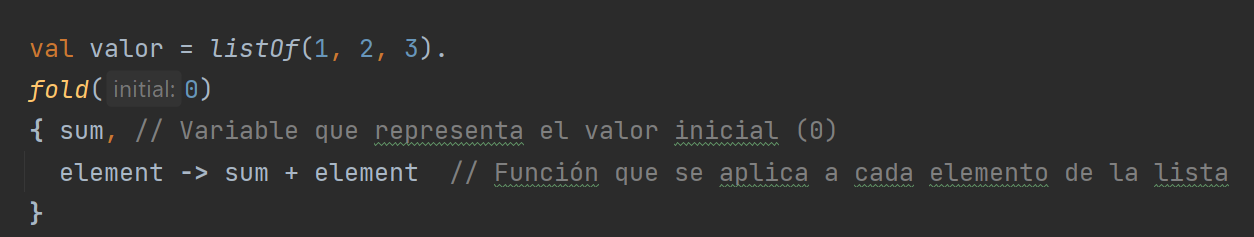 val valor = listOf(1, 2, 3).
fold( initial: 0)
{ sum, // Variable que representa el valor inicial (0)
element -> sum + element // Función que se aplica a cada elemento de la lista
}